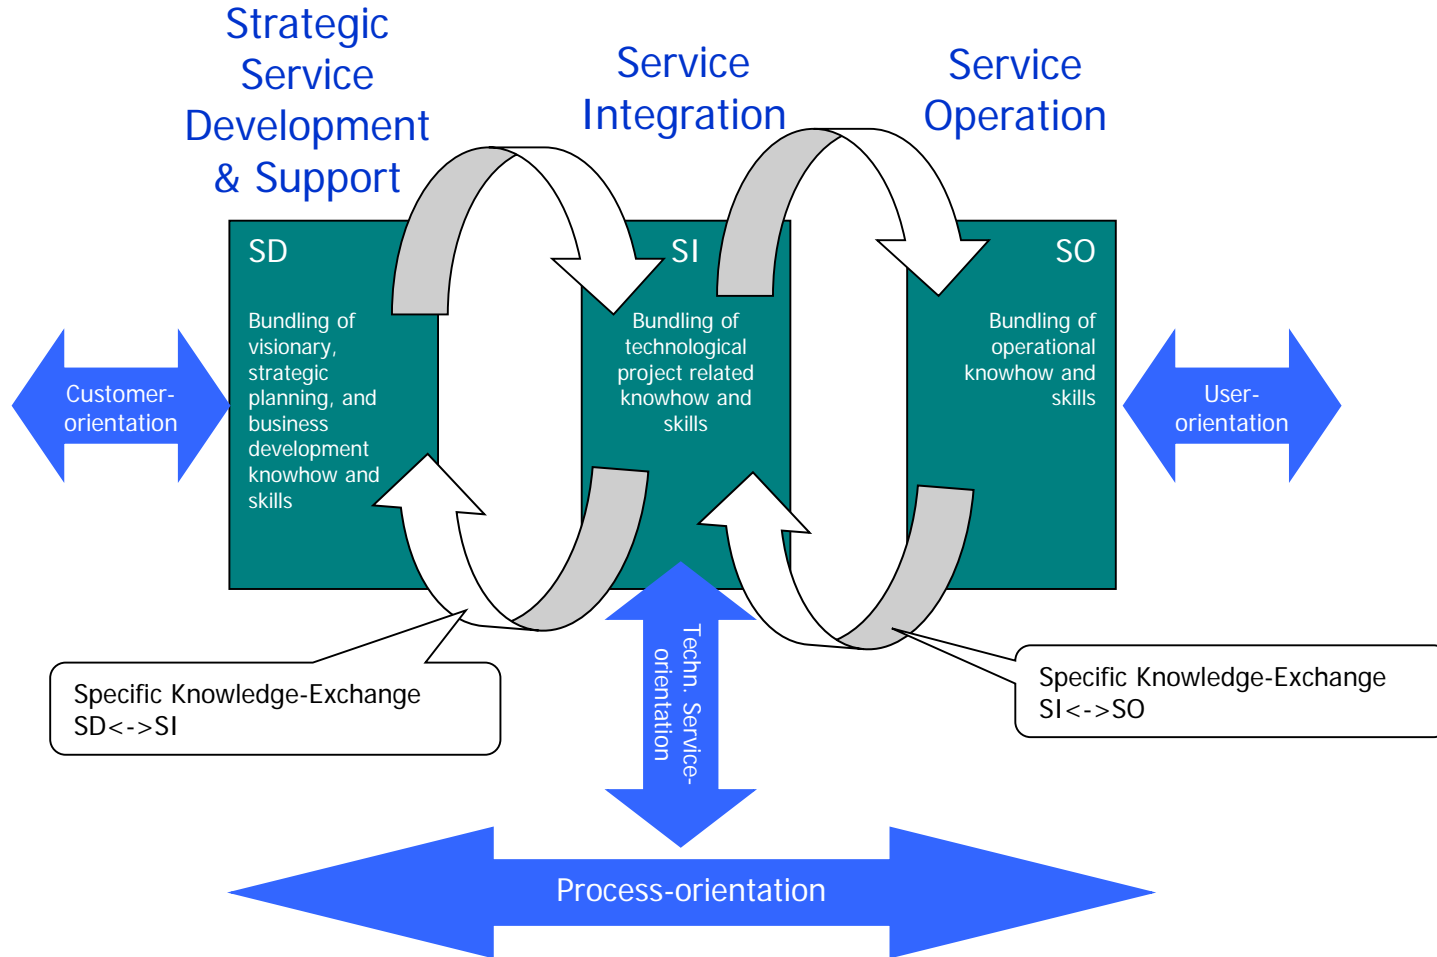 Strategic
Service
Development
& Support
Service
Integration
Service
Operation
SD
Bundling of
visionary,
strategic
planning, and
business
development
knowhow and
skills
SI
Bundling of
technological
project related
knowhow and
skills
SO
Bundling of
operational
knowhow and
skills
Customer-
orientation
User-
orientation
Techn. Service-
orientation
Specific Knowledge-Exchange
SD<->SI
Specific Knowledge-Exchange
SI<->SO
Process-orientation